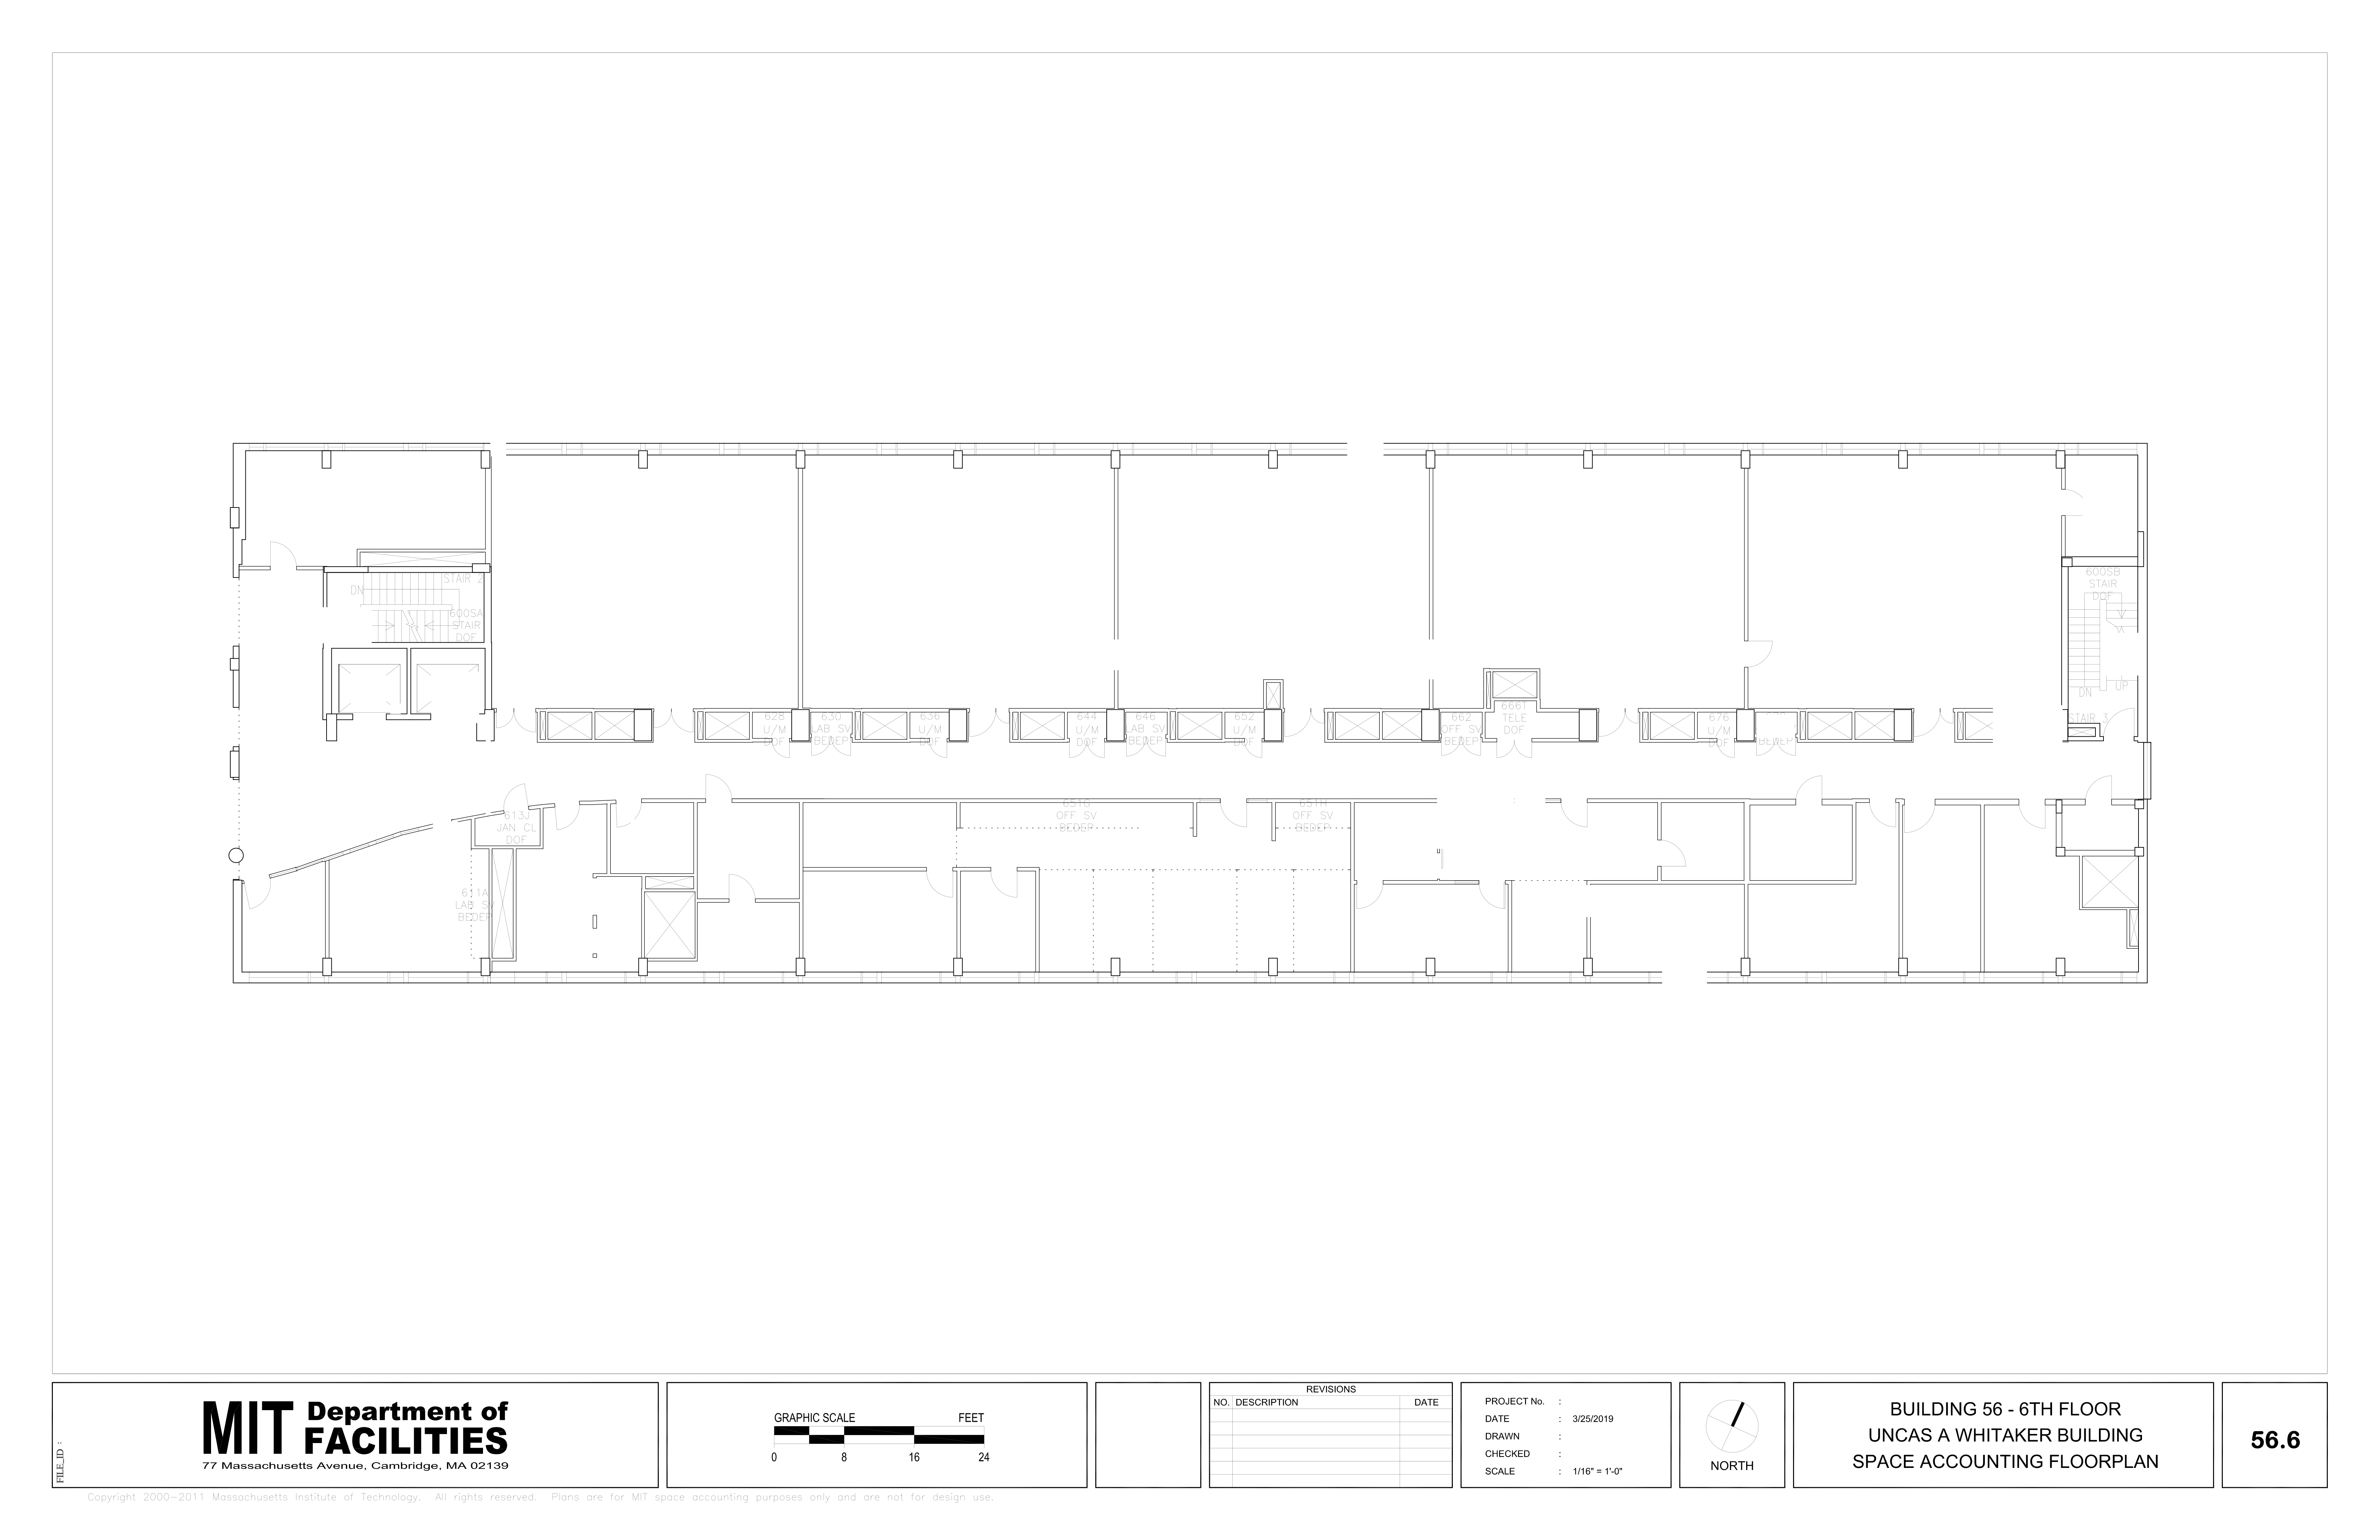 STAIR 2
DN
600SA
STAIR
DOF
600SB
STAIR
DOF
DN
UP
STAIR 3
628
U/M
DOF
630
LAB SV
BEDEP
636
U/M
DOF
644
U/M
DOF
646
LAB SV
BEDEP
652
U/M
DOF
662
OFF SV
BEDEP
666T
TELE
DOF
676
U/M
DOF
BEDEP
613J
JAN CL
DOF
651G
OFF SV
BEDEP
651H
OFF SV
BEDEP
611A
LAB SV
BEDEP
FILE_ID :
MIT Department of
FACILITIES
77 Massachusetts Avenue, Cambridge, MA 02139
GRAPHIC SCALE FEET
0 8 16 24
REVISIONS
NO. DESCRIPTION DATE
PROJECT No. :
DATE : 3/25/2019
DRAWN :
CHECKED :
SCALE : 1/16" = 1'-0"
NORTH
BUILDING 56 - 6TH FLOOR
UNCAS A WHITAKER BUILDING
SPACE ACCOUNTING FLOORPLAN
56.6
Copyright 2000-2011 Massachusetts Institute of Technology. All rights reserved. Plans are for MIT space accounting purposes only and are not for design use.